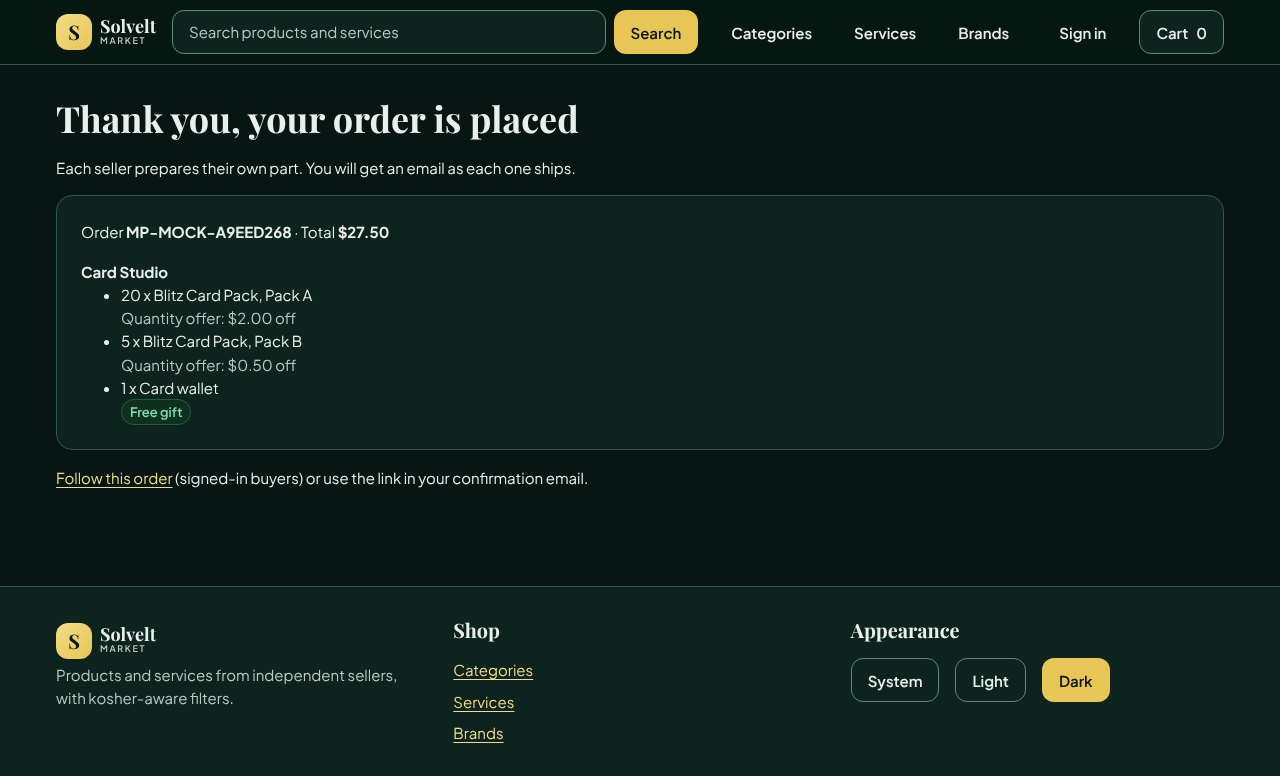 S
Solvelt
MARKET
Search products and services
Search
Categories
Services
Brands
Sign in
Cart 0
Thank you, your order is placed
Each seller prepares their own part. You will get an email as each one ships.
Order MP-MOCK-A9EED268 · Total $27.50
Card Studio
• 20 x Blitz Card Pack, Pack A
Quantity offer: $2.00 off
• 5 x Blitz Card Pack, Pack B
Quantity offer: $0.50 off
• 1 x Card wallet
Free gift
Follow this order (signed-in buyers) or use the link in your confirmation email.
S
Solvelt
MARKET
Products and services from independent sellers,
with kosher-aware filters.
Shop
Categories
Services
Brands
Appearance
System
Light
Dark